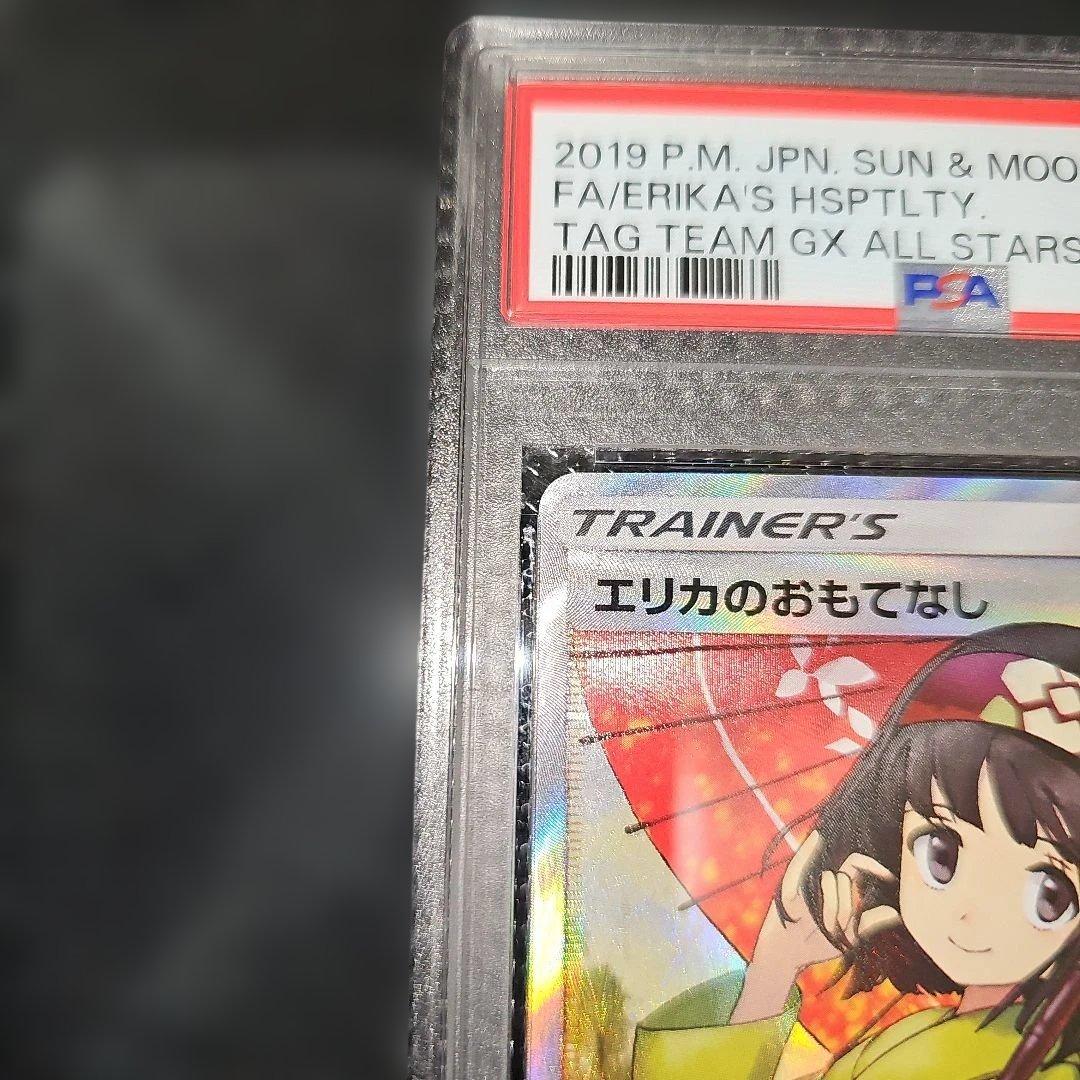 2019 P.M. JPN. SUN & MOO
FA/ERIKA'S HSPTLTY.
TAG TEAM GX ALL STARS
PSA
TRAINER'S
エリカのおもてなし